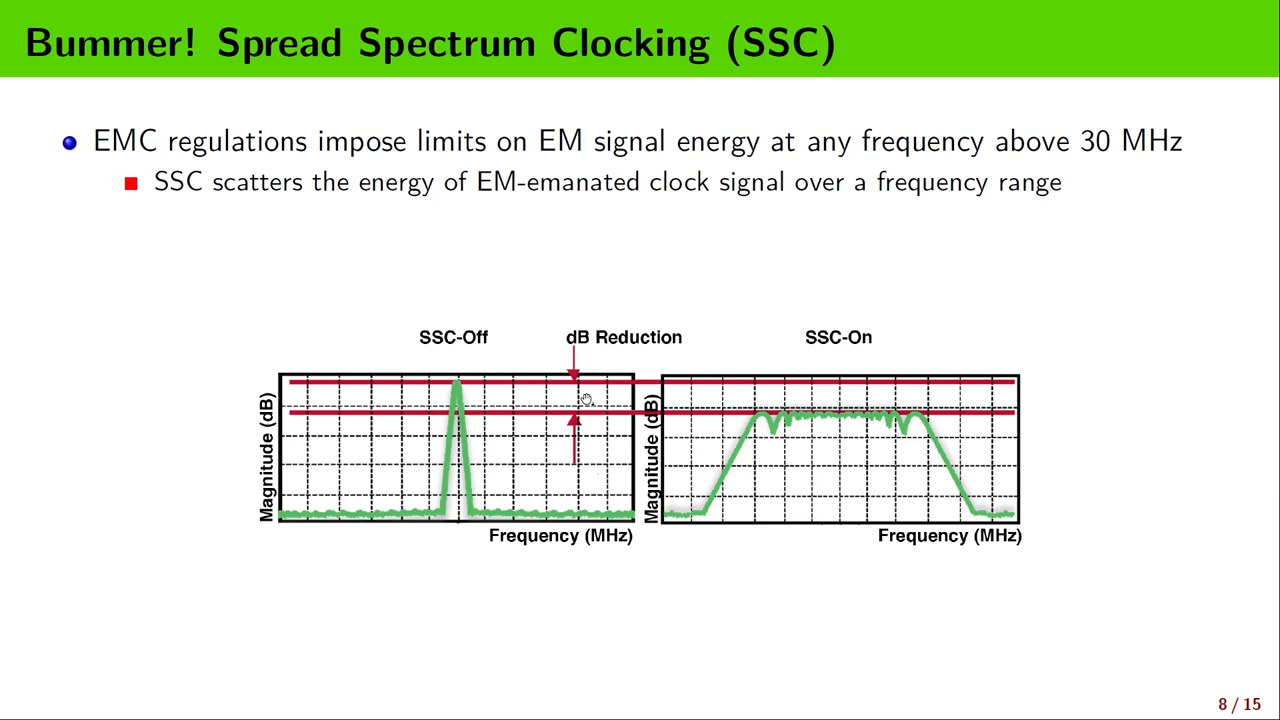 Bummer! Spread Spectrum Clocking (SSC)
EMC regulations impose limits on EM signal energy at any frequency above 30 MHz
SSC scatters the energy of EM-emanated clock signal over a frequency range
SSC-Off
dB Reduction
SSC-On
Magnitude (dB)
Magnitude (dB)
Frequency (MHz)
Frequency (MHz)
8 / 15